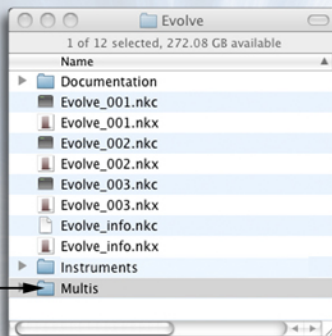 Evolve
1 of 12 selected, 272.08 GB available
Name
Documentation
Evolve_001.nkc
Evolve_001.nkx
Evolve_002.nkc
Evolve_002.nkx
Evolve_003.nkc
Evolve_003.nkx
Evolve_info.nkc
Evolve_info.nkx
Instruments
Multis